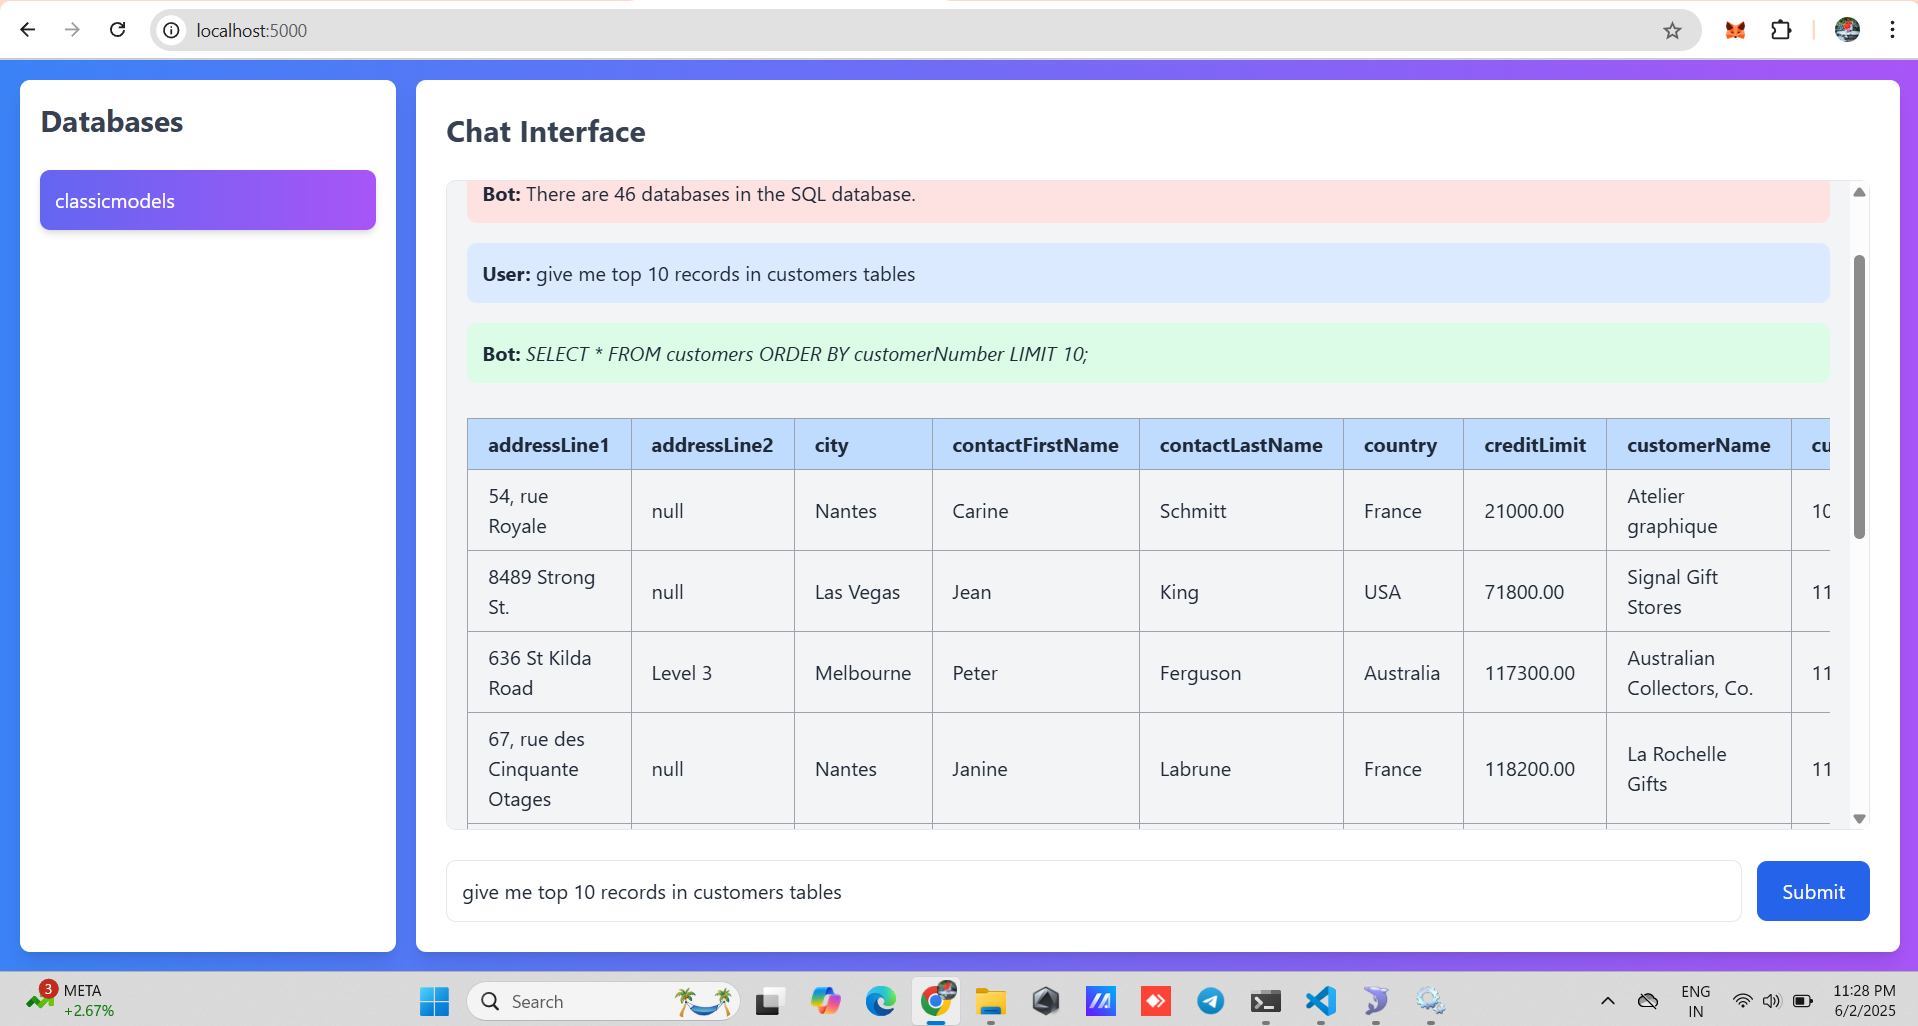 localhost:5000
Databases
classicmodels
Chat Interface
Bot: There are 46 databases in the SQL database.
User: give me top 10 records in customers tables
Bot: SELECT * FROM customers ORDER BY customerNumber LIMIT 10;
addressLine1 addressLine2 city contactFirstName contactLastName country creditLimit customerName cu
54, rue Royale null Nantes Carine Schmitt France 21000.00 Atelier graphique 10
8489 Strong St. null Las Vegas Jean King USA 71800.00 Signal Gift Stores 11
636 St Kilda Road Level 3 Melbourne Peter Ferguson Australia 117300.00 Australian Collectors, Co. 11
67, rue des Cinquante Otages null Nantes Janine Labrune France 118200.00 La Rochelle Gifts 11
give me top 10 records in customers tables
Submit
3
META
+2.67%
Search
ENG
IN
11:28 PM
6/2/2025